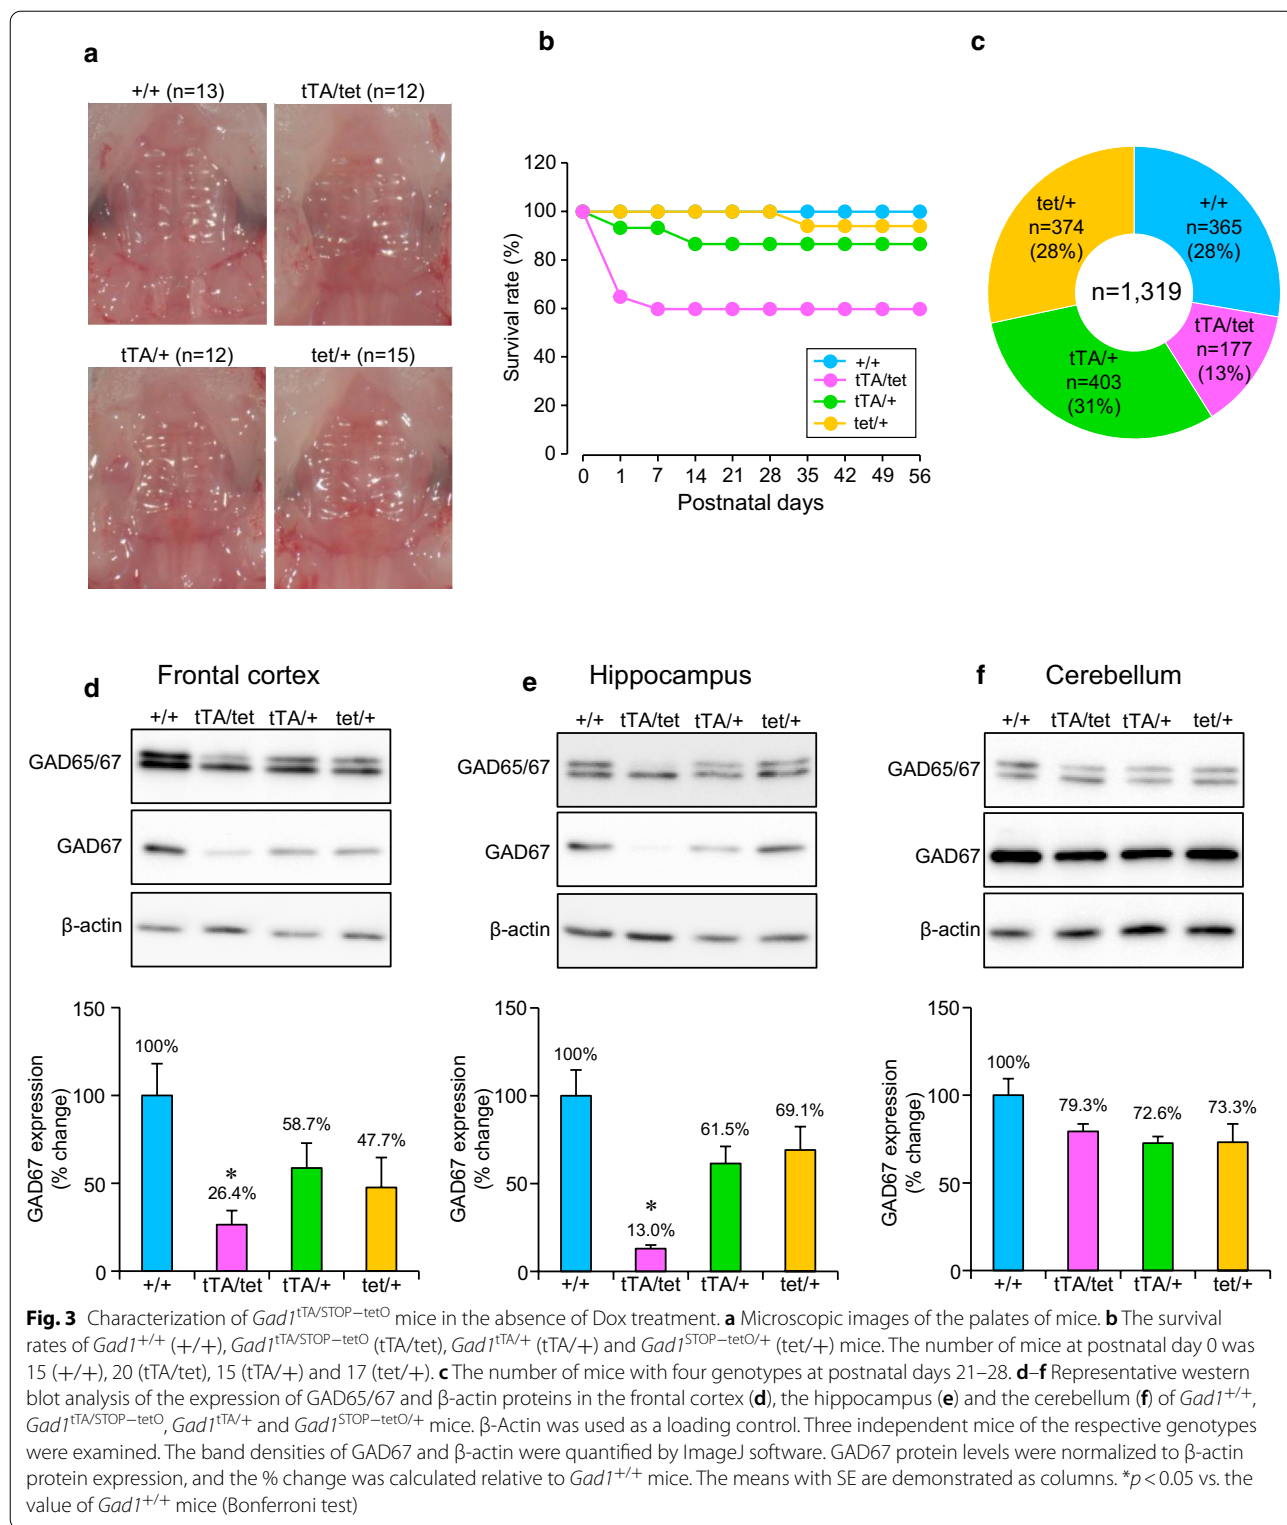 a
+/+ (n=13)
tTA/tet (n=12)
tTA/+ (n=12)
tet/+ (n=15)
b
Survival rate (%)
120
100
80
60
40
20
0
+/+
tTA/tet
tTA/+
tet/+
0 1 7 14 21 28 35 42 49 56
Postnatal days
c
tet/+
n=374
(28%)
+/+
n=365
(28%)
n=1,319
tTA/tet
n=177
(13%)
tTA/+
n=403
(31%)
d
Frontal cortex
+/+ tTA/tet tTA/+ tet/+
GAD65/67
GAD67
β-actin
GAD67 expression
(% change)
150
100
50
0
100%
*
26.4%
58.7%
47.7%
+/+ tTA/tet tTA/+ tet/+
e
Hippocampus
+/+ tTA/tet tTA/+ tet/+
GAD65/67
GAD67
β-actin
GAD67 expression
(% change)
150
100
50
0
100%
*
13.0%
61.5%
69.1%
+/+ tTA/tet tTA/+ tet/+
f
Cerebellum
+/+ tTA/tet tTA/+ tet/+
GAD65/67
GAD67
β-actin
GAD67 expression
(% change)
150
100
50
0
100%
79.3%
72.6%
73.3%
+/+ tTA/tet tTA/+ tet/+
Fig. 3 Characterization of Gad1tTA/STOP−tetO mice in the absence of Dox treatment. a Microscopic images of the palates of mice. b The survival
rates of Gad1+/+ (+/+), Gad1tTA/STOP−tetO (tTA/tet), Gad1tTA/+ (tTA/+) and Gad1STOP−tetO/+ (tet/+) mice. The number of mice at postnatal day 0 was
15 (+/+), 20 (tTA/tet), 15 (tTA/+) and 17 (tet/+). c The number of mice with four genotypes at postnatal days 21–28. d–f Representative western
blot analysis of the expression of GAD65/67 and β-actin proteins in the frontal cortex (d), the hippocampus (e) and the cerebellum (f) of Gad1+/+,
Gad1tTA/STOP−tetO, Gad1tTA/+ and Gad1STOP−tetO/+ mice. β-Actin was used as a loading control. Three independent mice of the respective genotypes
were examined. The band densities of GAD67 and β-actin were quantified by ImageJ software. GAD67 protein levels were normalized to β-actin
protein expression, and the % change was calculated relative to Gad1+/+ mice. The means with SE are demonstrated as columns. *p < 0.05 vs. the
value of Gad1+/+ mice (Bonferroni test)